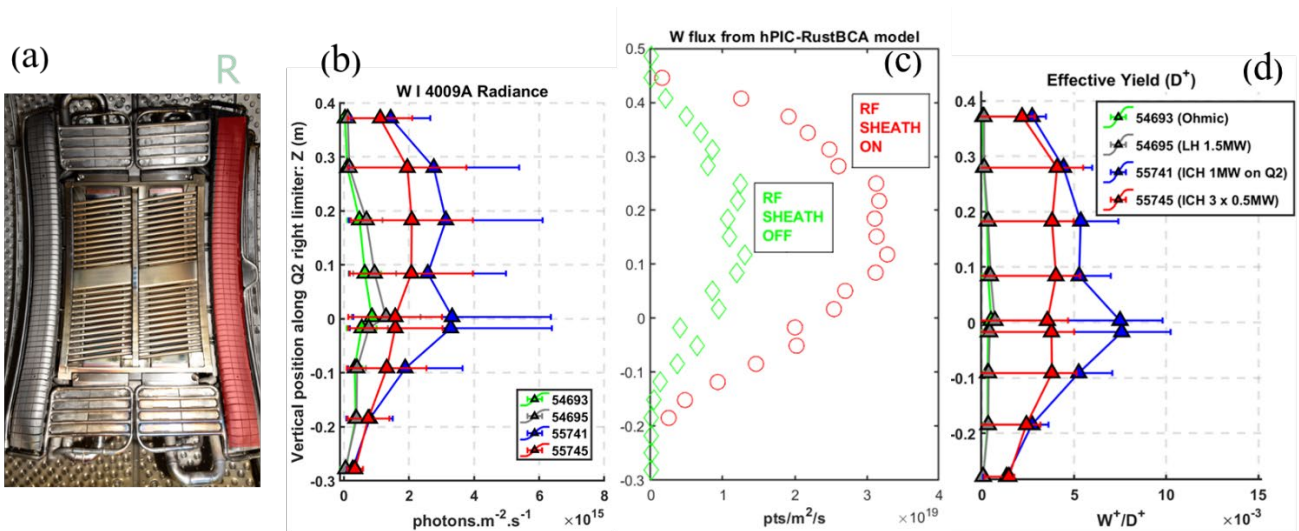 (a)
R
(b)
W I 4009A Radiance
Vertical position along Q2 right limiter: Z (m)
0.4
0.3
0.2
0.1
0
-0.1
-0.2
-0.3
0
2
4
6
8
photons.m⁻².s⁻¹
×10¹⁵
54693
54695
55741
55745
W flux from hPIC-RustBCA model
(c)
0.5
0.4
0.3
0.2
0.1
0
-0.1
-0.2
-0.3
RF
SHEATH
ON
RF
SHEATH
OFF
0
1
2
3
4
pts/m²/s
×10¹⁹
Effective Yield (D⁺)
(d)
0.4
0.3
0.2
0.1
0
-0.1
-0.2
54693 (Ohmic)
54695 (LH 1.5MW)
55741 (ICH 1MW on Q2)
55745 (ICH 3 x 0.5MW)
0
5
10
15
W⁺/D⁺
×10⁻³